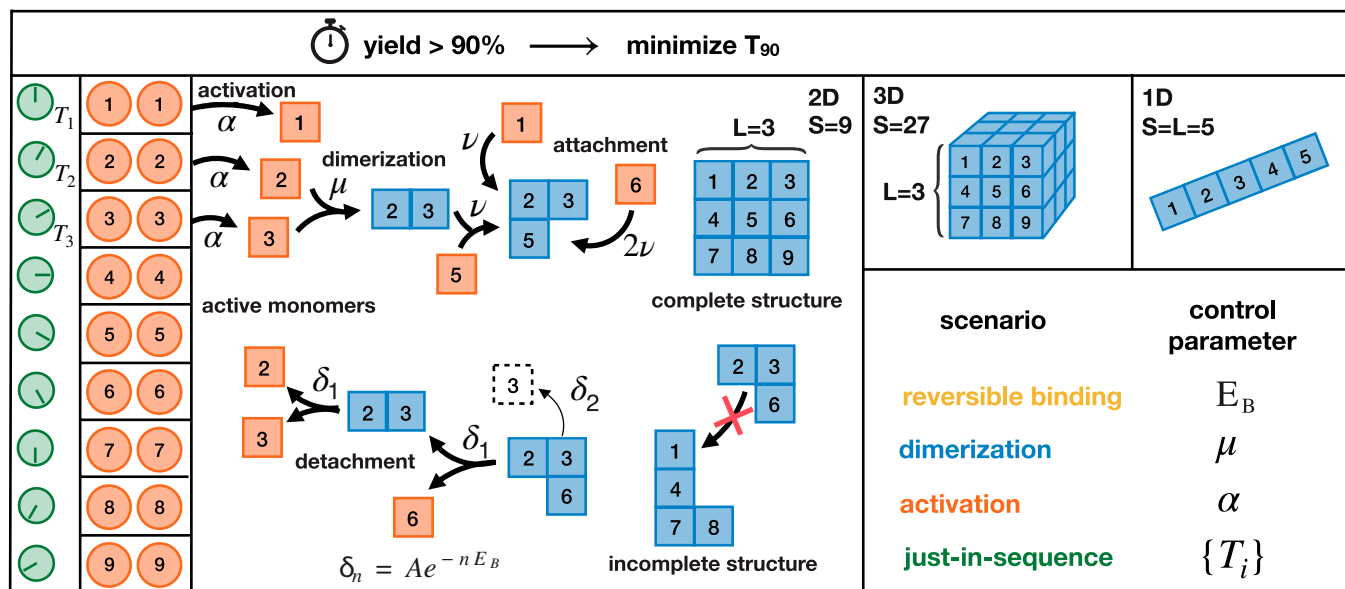 yield > 90% ⟶ minimize T₉₀
T₁
T₂
T₃
1 1
2 2
3 3
4 4
5 5
6 6
7 7
8 8
9 9
activation
α
1
α
2
α
3
dimerization
μ
2 3
ν
5
ν
1
2 3
5
attachment
6
2ν
2D
S=9
L=3
1 2 3
4 5 6
7 8 9
complete structure
active monomers
2
3
δ₁
2 3
detachment
δ₁
6
3
δ₂
2 3
6
δₙ = Ae^{-nE_B}
2 3
6
1
4
7 8
incomplete structure
3D
S=27
L=3
1 2 3
4 5 6
7 8 9
1D
S=L=5
1 2 3 4 5
scenario control parameter
reversible binding E_B
dimerization μ
activation α
just-in-sequence {Tᵢ}